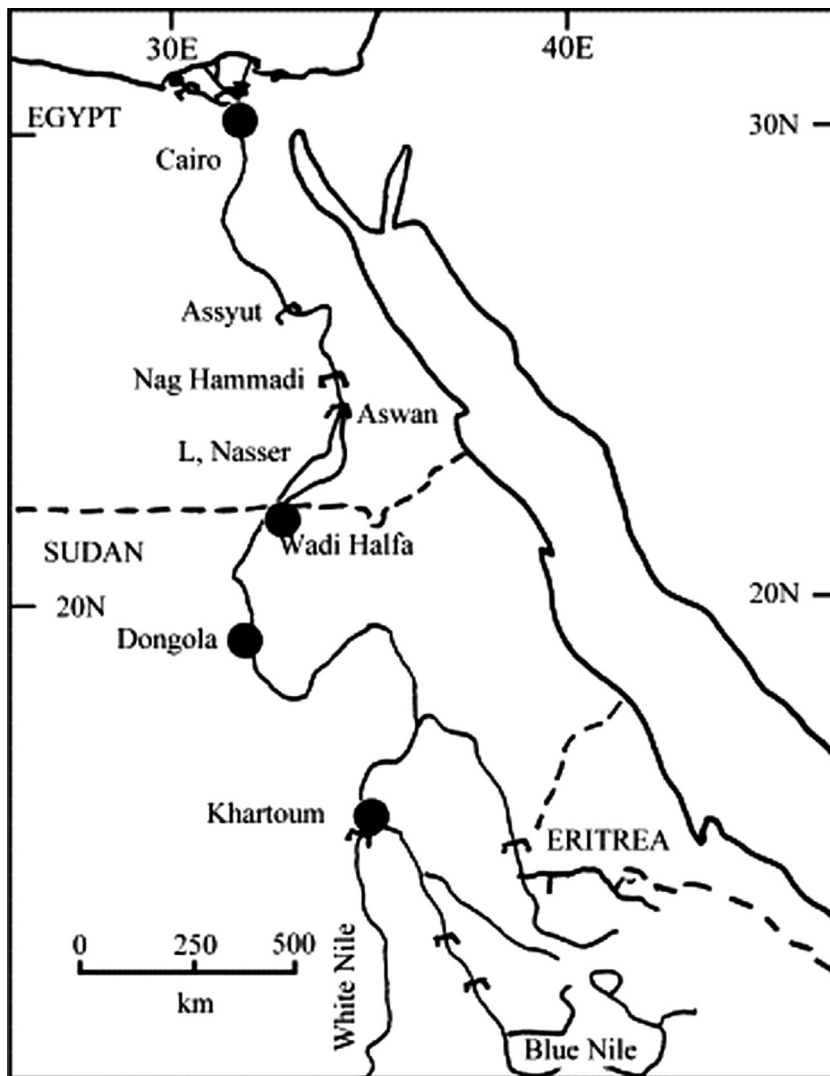 30E
40E
EGYPT
30N
Cairo
Assyut
Nag Hammadi
Aswan
L, Nasser
SUDAN
Wadi Halfa
20N
20N
Dongola
Khartoum
ERITREA
0 250 500
km
White Nile
Blue Nile